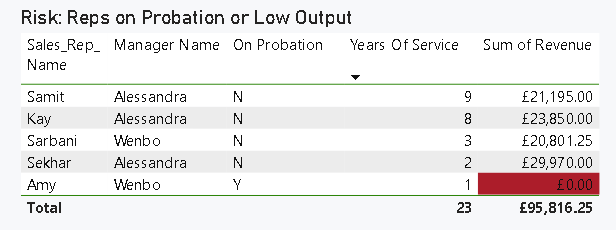 Risk: Reps on Probation or Low Output
Sales_Rep_ Manager Name On Probation Years Of Service Sum of Revenue
Name
Samit Alessandra N 9 £21,195.00
Kay Alessandra N 8 £23,850.00
Sarbani Wenbo N 3 £20,801.25
Sekhar Alessandra N 2 £29,970.00
Amy Wenbo Y 1 £0.00
Total 23 £95,816.25